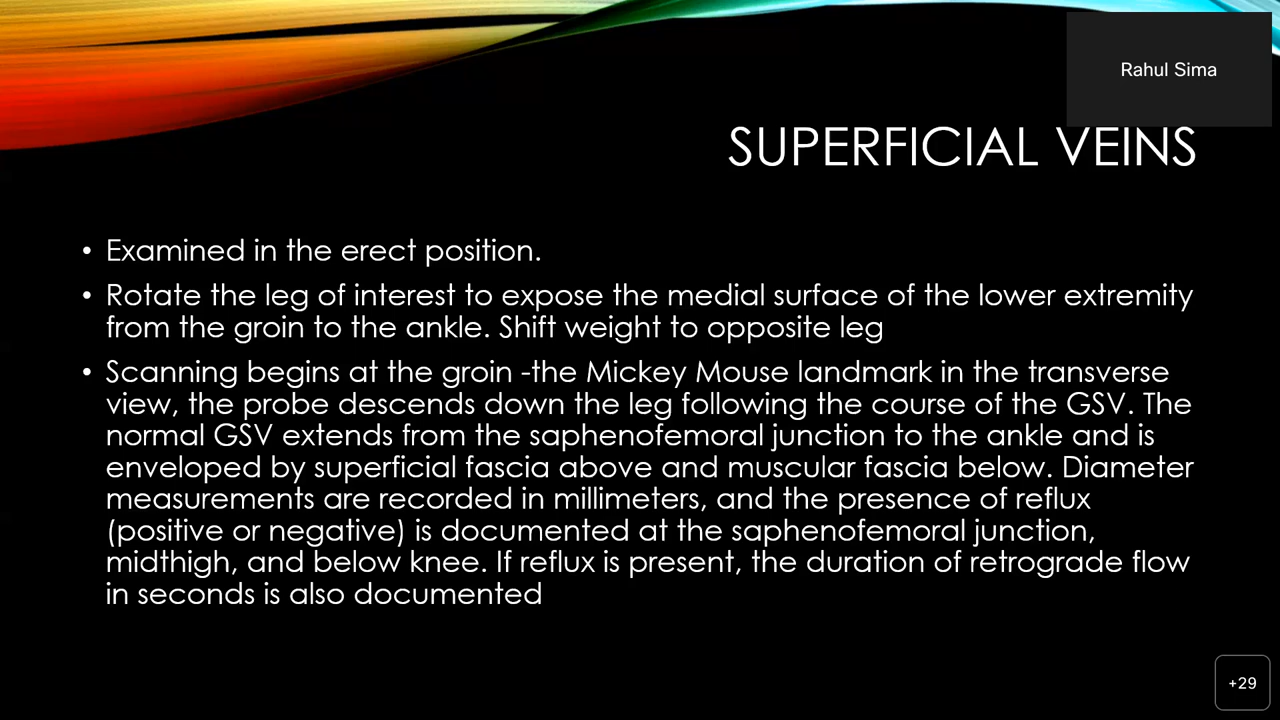 Rahul Sima
SUPERFICIAL VEINS
• Examined in the erect position.
• Rotate the leg of interest to expose the medial surface of the lower extremity
from the groin to the ankle. Shift weight to opposite leg
• Scanning begins at the groin -the Mickey Mouse landmark in the transverse
view, the probe descends down the leg following the course of the GSV. The
normal GSV extends from the saphenofemoral junction to the ankle and is
enveloped by superficial fascia above and muscular fascia below. Diameter
measurements are recorded in millimeters, and the presence of reflux
(positive or negative) is documented at the saphenofemoral junction,
midthigh, and below knee. If reflux is present, the duration of retrograde flow
in seconds is also documented
+29